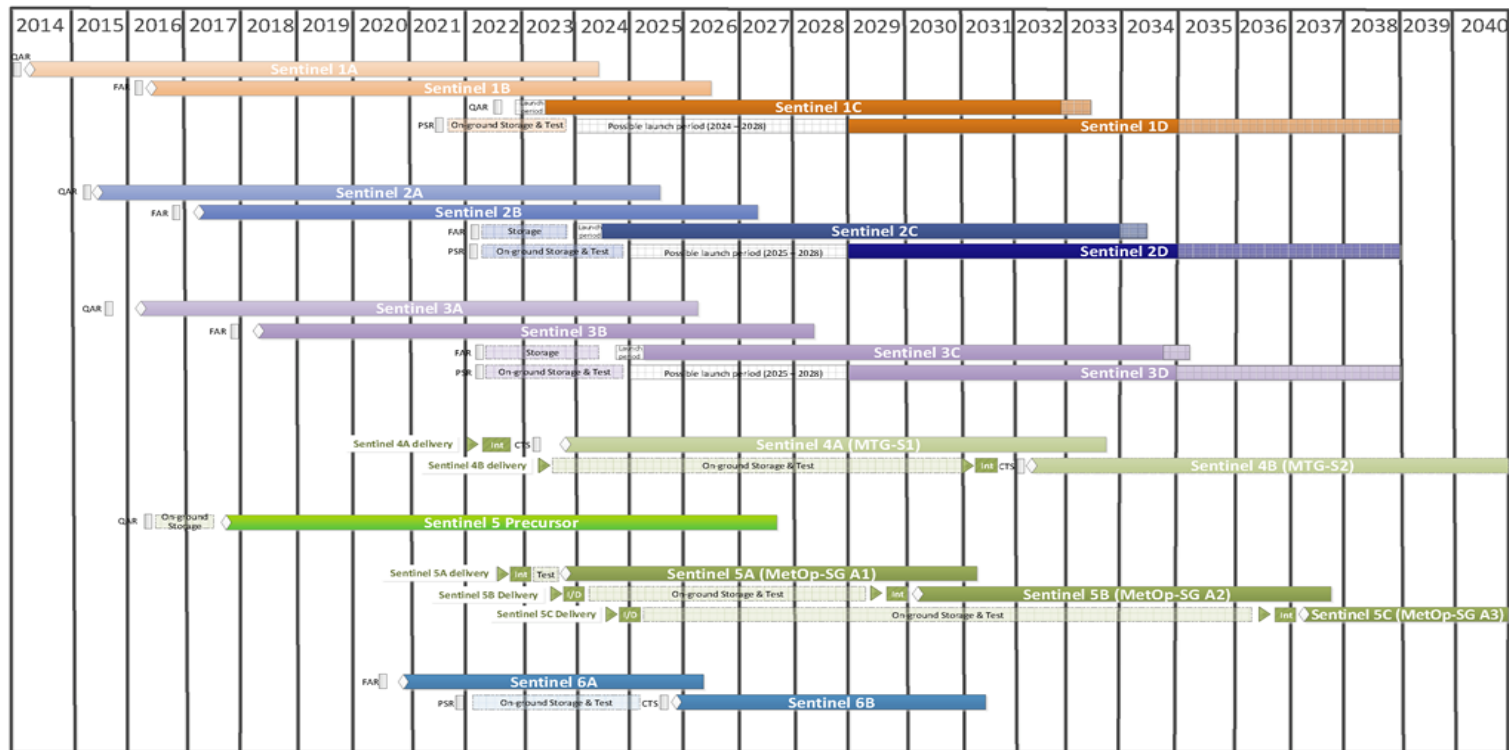 2014 2015 2016 2017 2018 2019 2020 2021 2022 2023 2024 2025 2026 2027 2028 2029 2030 2031 2032 2033 2034 2035 2036 2037 2038 2039 2040
QAR
Sentinel 1A
FAR Sentinel 1B
QAR Launch period Sentinel 1C
PSR On-ground Storage & Test Possible launch period (2024 – 2028) Sentinel 1D
QAR Sentinel 2A
FAR Sentinel 2B
FAR Storage Launch period Sentinel 2C
PSR On-ground Storage & Test Possible launch period (2025 – 2028) Sentinel 2D
QAR Sentinel 3A
FAR Sentinel 3B
FAR Storage Launch period Sentinel 3C
PSR On-ground Storage & Test Possible launch period (2025 – 2028) Sentinel 3D
Sentinel 4A delivery Int CTS Sentinel 4A (MTG-S1)
Sentinel 4B delivery On-ground Storage & Test Int CTS Sentinel 4B (MTG-S2)
QAR On-ground Storage Sentinel 5 Precursor
Sentinel 5A delivery Int Test Sentinel 5A (MetOp-SG A1)
Sentinel 5B Delivery I/D On-ground Storage & Test Int Sentinel 5B (MetOp-SG A2)
Sentinel 5C Delivery I/D On-ground Storage & Test Int Sentinel 5C (MetOp-SG A3)
FAR Sentinel 6A
PSR On-ground Storage & Test CTS Sentinel 6B